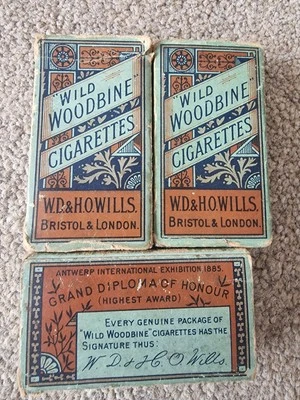 "WILD
WOODBINE
CIGARETTES
W.D.&H.O.WILLS.
BRISTOL & LONDON.
"WILD
WOODBINE
CIGARETTES
W.D.&H.O.WILLS.
BRISTOL & LONDON.
ANTWERP INTERNATIONAL EXHIBITION 1885.
GRAND DIPLOMA OF HONOUR
(HIGHEST AWARD)
EVERY GENUINE PACKAGE OF
"WILD WOODBINE" CIGARETTES HAS THE
SIGNATURE THUS:
W. D. & H. O. Wills.